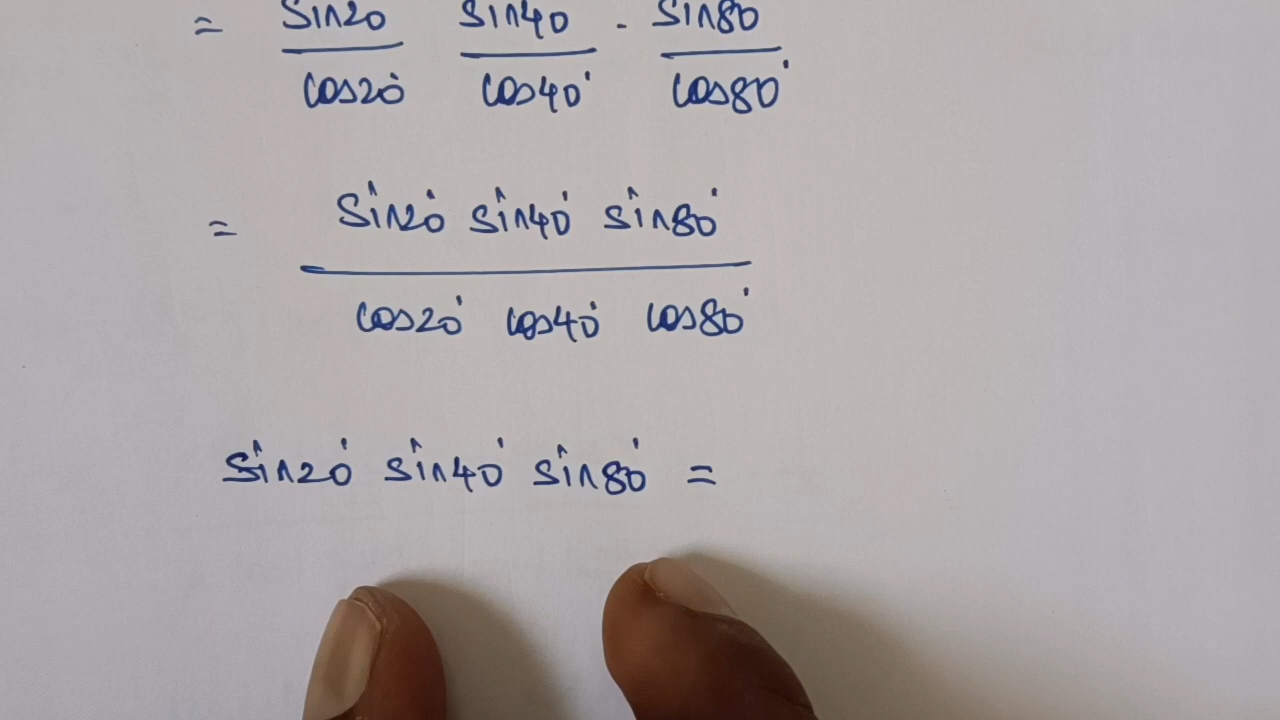 = sin20 sin40 . sin80
cos20° cos40° cos80°
= sin20° sin40° sin80°
cos20° cos40° cos80°
sin20° sin40° sin80° =